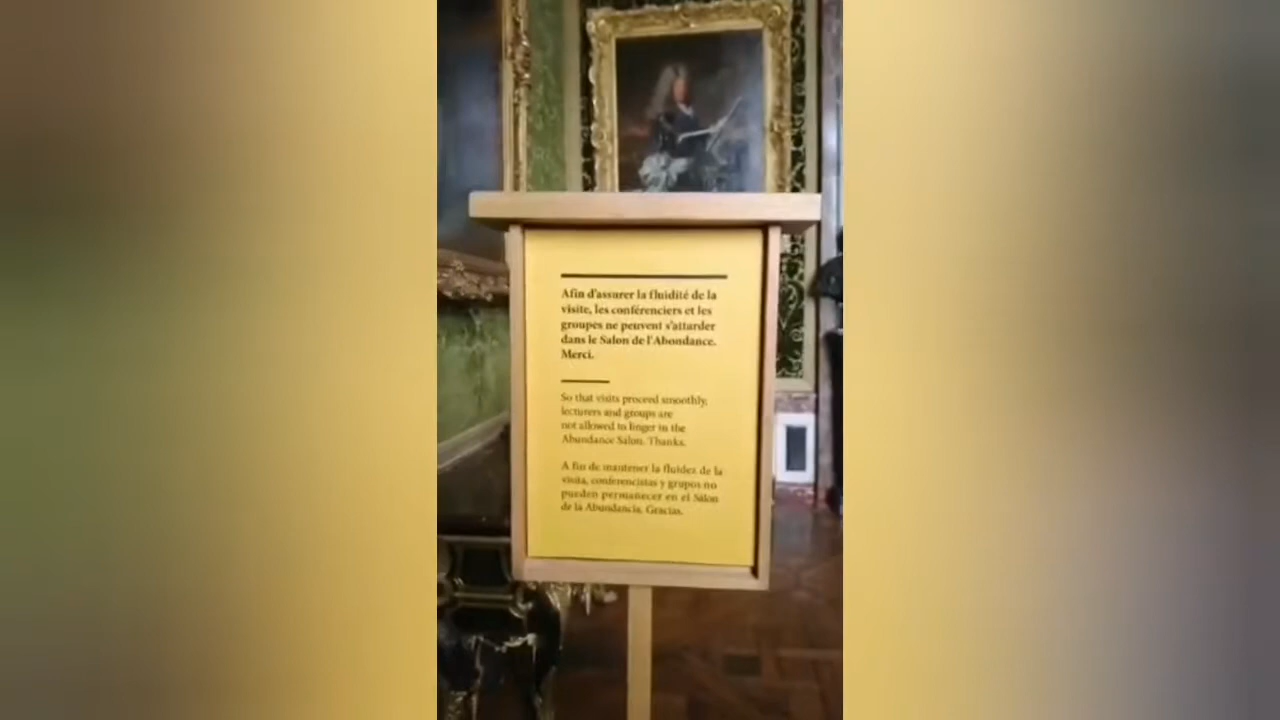 Afin d'assurer la fluidité de la
visite, les conférenciers et les
groupes ne peuvent s'attarder
dans le Salon de l'Abondance.
Merci.
So that visits proceed smoothly,
lecturers and groups are
not allowed to linger in the
Abundance Salon. Thanks.
A fin de mantener la fluidez de la
visita, conferencistas y grupos no
pueden permanecer en el Salon
de la Abundancia. Gracias.